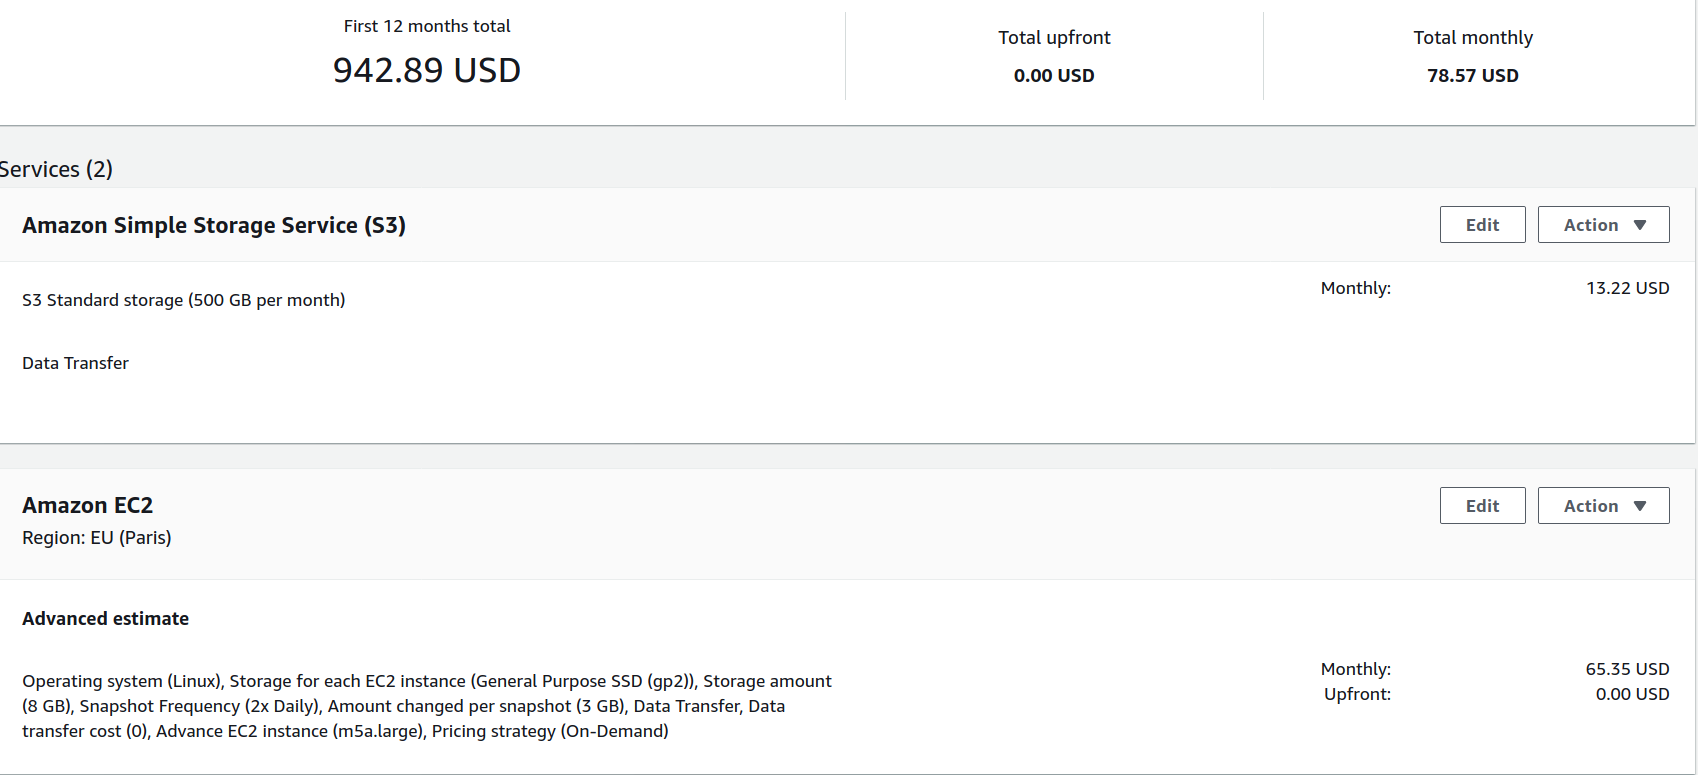 First 12 months total
942.89 USD
Total upfront
0.00 USD
Total monthly
78.57 USD
Services (2)
Amazon Simple Storage Service (S3)
Edit
Action
S3 Standard storage (500 GB per month)
Monthly:
13.22 USD
Data Transfer
Amazon EC2
Edit
Action
Region: EU (Paris)
Advanced estimate
Operating system (Linux), Storage for each EC2 instance (General Purpose SSD (gp2)), Storage amount
(8 GB), Snapshot Frequency (2x Daily), Amount changed per snapshot (3 GB), Data Transfer, Data
transfer cost (0), Advance EC2 instance (m5a.large), Pricing strategy (On-Demand)
Monthly:
65.35 USD
Upfront:
0.00 USD